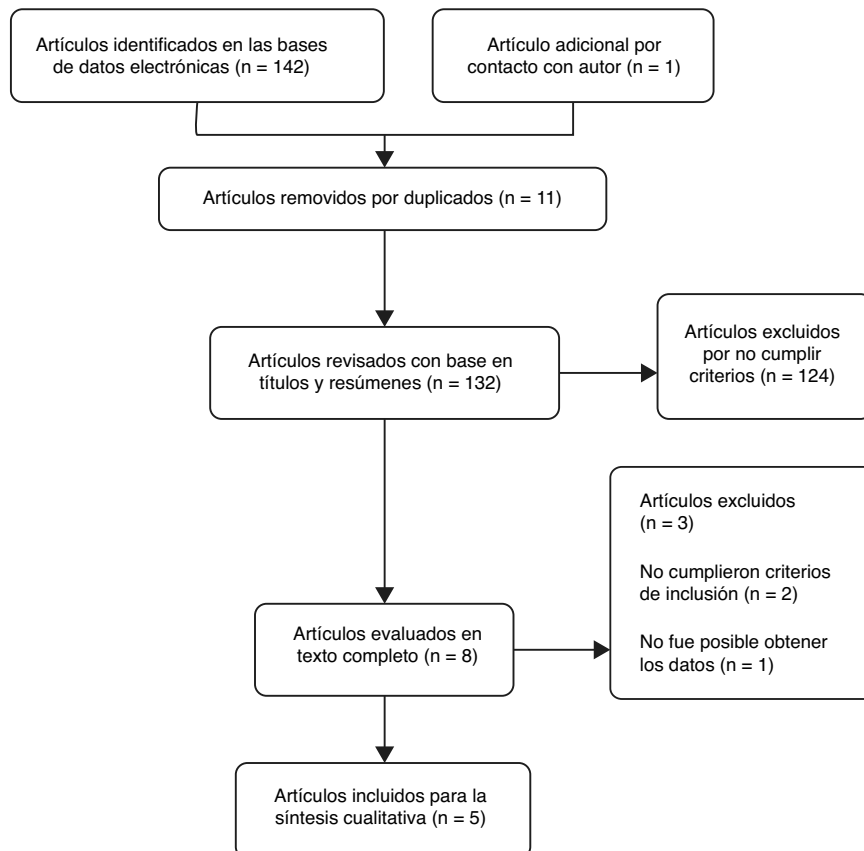 Artículos identificados en las bases
de datos electrónicas (n = 142)
Artículo adicional por
contacto con autor (n = 1)
Artículos removidos por duplicados (n = 11)
Artículos revisados con base en
títulos y resúmenes (n = 132)
Artículos excluidos
por no cumplir
criterios (n = 124)
Artículos excluidos
(n = 3)
No cumplieron criterios
de inclusión (n = 2)
No fue posible obtener
los datos (n = 1)
Artículos evaluados en
texto completo (n = 8)
Artículos incluidos para la
síntesis cualitativa (n = 5)